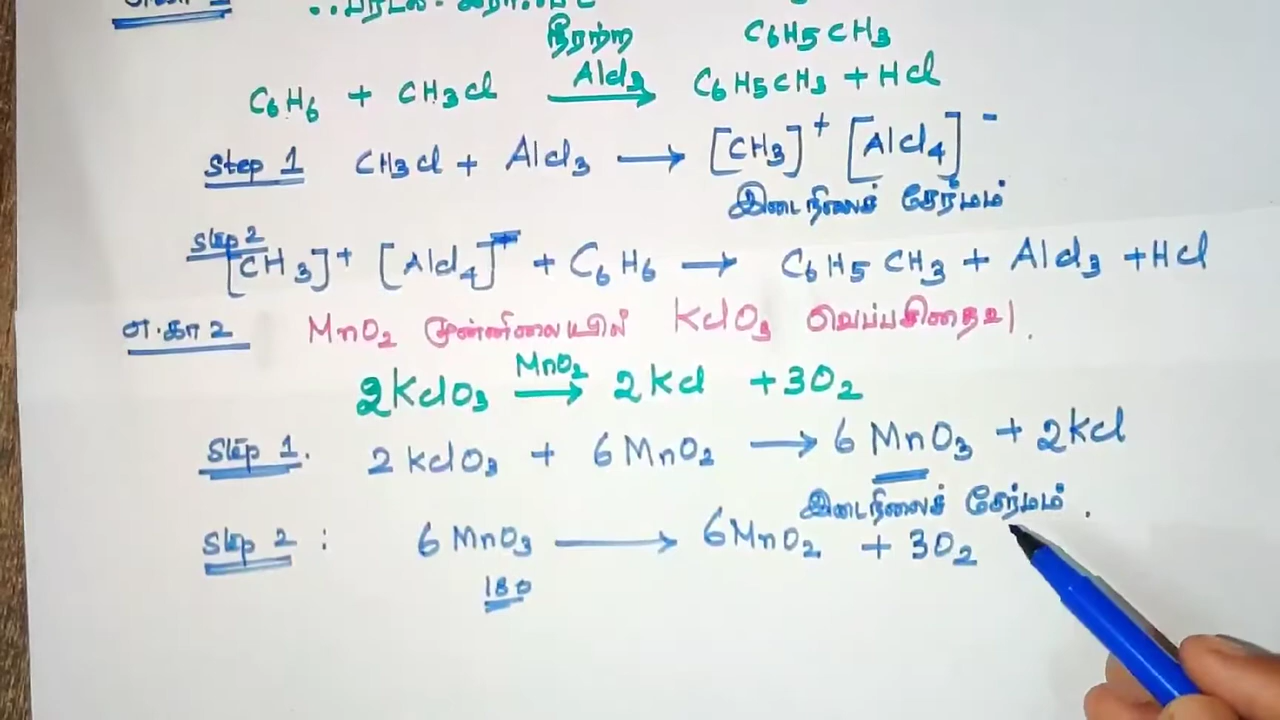 நீரற்ற C6H5CH3
C6H6 + CH3Cl AlCl3 → C6H5CH3 + HCl
Step 1 CH3Cl + AlCl3 → [CH3]+ [AlCl4]-
இடைநிலைச் சேர்மம்
Step 2
[CH3]+ [AlCl4] + C6H6 → C6H5CH3 + AlCl3 + HCl
எ.கா 2 MnO2 முன்னிலையில் KClO3 வெப்பசிதைவு.
2KClO3 MnO2 → 2KCl + 3O2
Step 1. 2KClO3 + 6MnO2 → 6MnO3 + 2KCl
இடைநிலைச் சேர்மம்.
Step 2 : 6MnO3 → 6MnO2 + 3O2